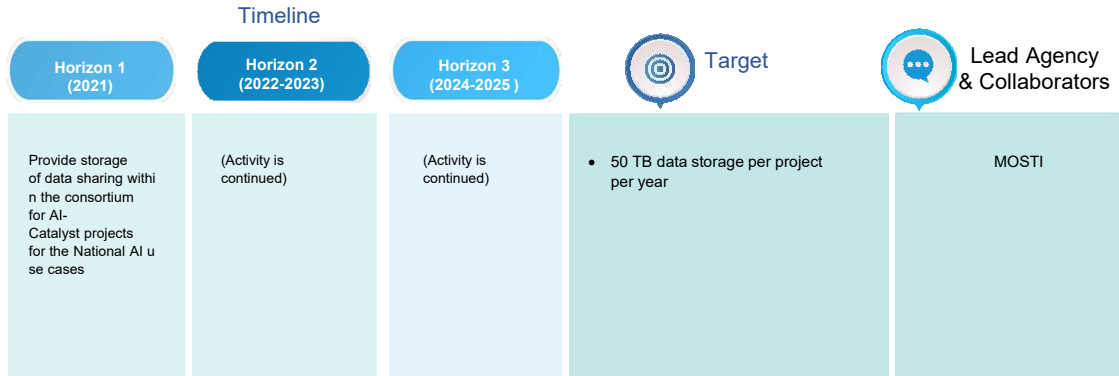 Timeline
Horizon 1
(2021)
Horizon 2
(2022-2023)
Horizon 3
(2024-2025 )
Target
Lead Agency
& Collaborators
Provide storage
of data sharing withi
n the consortium
for AI-
Catalyst projects
for the National AI u
se cases
(Activity is
continued)
(Activity is
continued)
• 50 TB data storage per project
per year
MOSTI